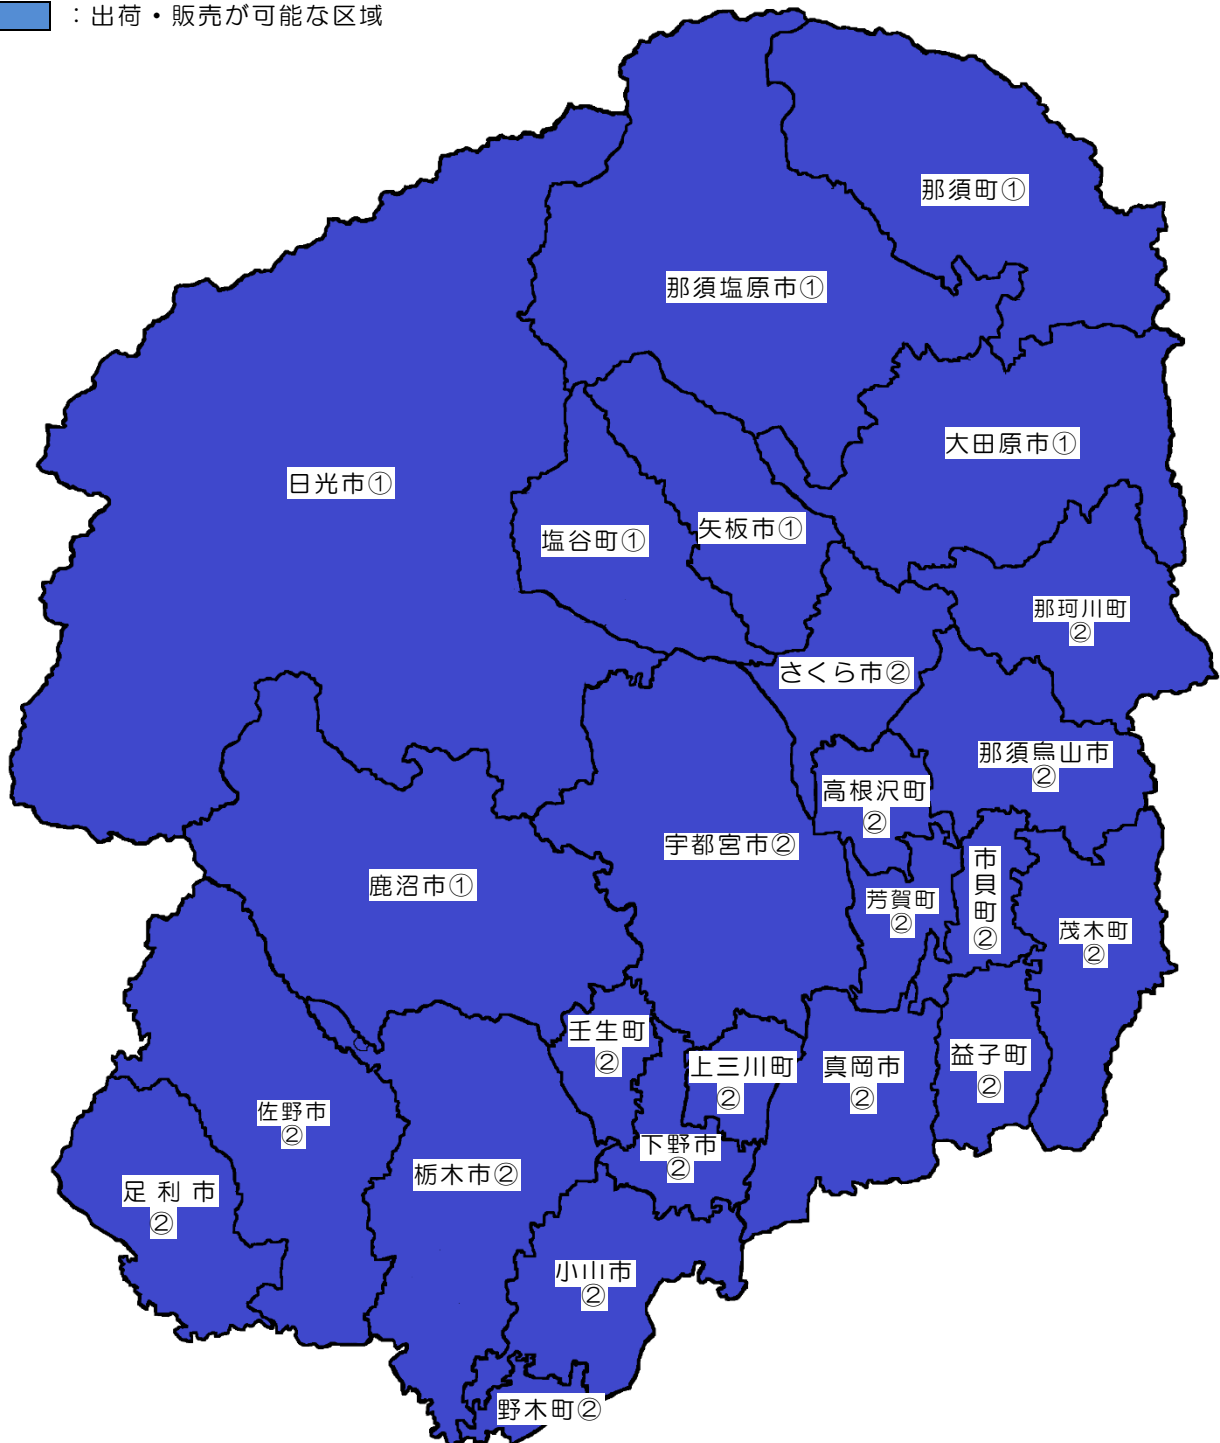 ：出荷・販売が可能な区域
那須町①
那須塩原市①
大田原市①
日光市①
矢板市①
塩谷町①
那珂川町
②
さくら市②
那須烏山市
②
高根沢町
②
宇都宮市②
市貝町②
鹿沼市①
芳賀町
②
茂木町
②
壬生町
②
上三川町
②
真岡市
②
益子町
②
佐野市
②
下野市
②
栃木市②
足利市
②
小山市
②
野木町②